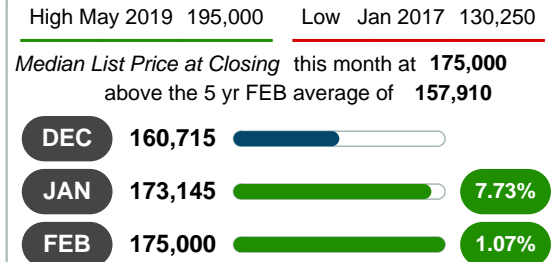 High May 2019 195,000 Low Jan 2017 130,250
Median List Price at Closing this month at 175,000
above the 5 yr FEB average of 157,910
DEC 160,715
JAN 173,145 7.73%
FEB 175,000 1.07%